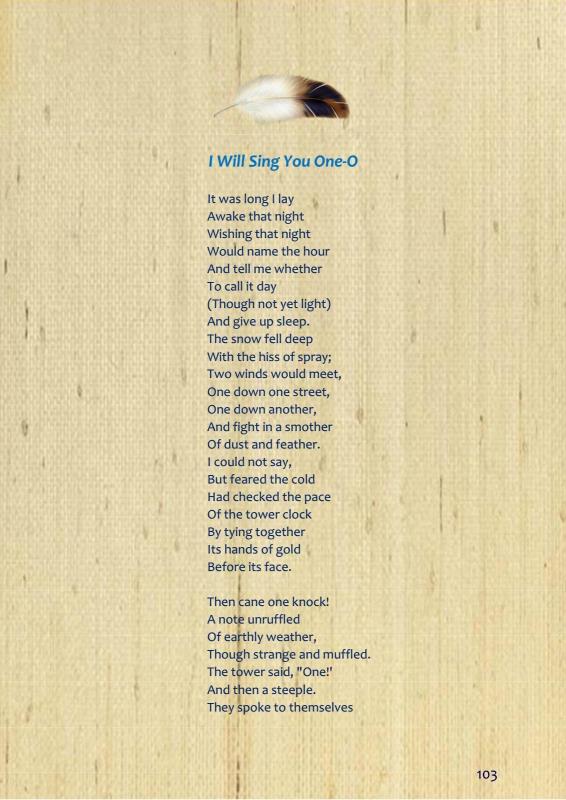 I Will Sing You One-O
It was long I lay
Awake that night
Wishing that night
Would name the hour
And tell me whether
To call it day
(Though not yet light)
And give up sleep.
The snow fell deep
With the hiss of spray;
Two winds would meet,
One down one street,
One down another,
And fight in a smother
Of dust and feather.
I could not say,
But feared the cold
Had checked the pace
Of the tower clock
By tying together
Its hands of gold
Before its face.
Then cane one knock!
A note unruffled
Of earthly weather,
Though strange and muffled.
The tower said, "One!'
And then a steeple.
They spoke to themselves
103